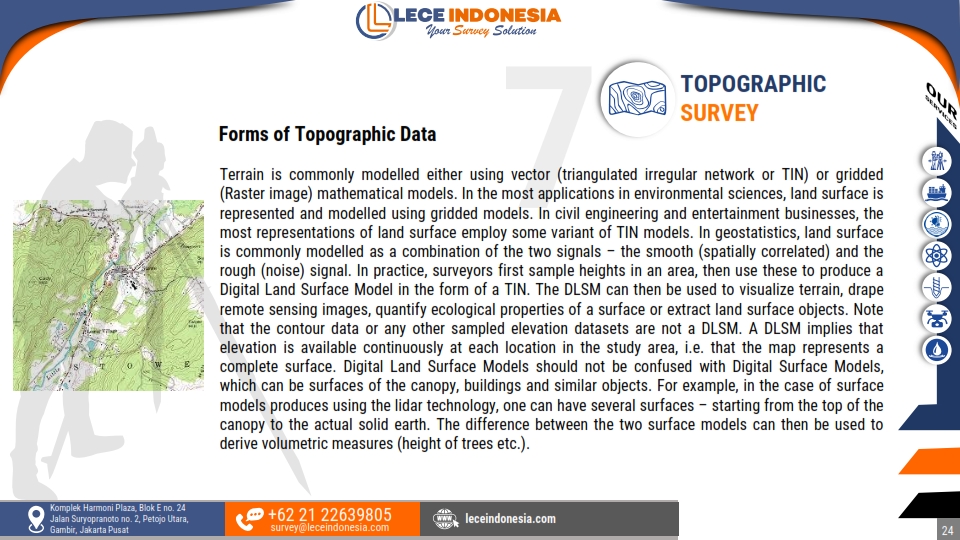 LECE INDONESIA
Your Survey Solution
7
TOPOGRAPHIC
SURVEY
OUR
SERVICES
Forms of Topographic Data
Terrain is commonly modelled either using vector (triangulated irregular network or TIN) or gridded
(Raster image) mathematical models. In the most applications in environmental sciences, land surface is
represented and modelled using gridded models. In civil engineering and entertainment businesses, the
most representations of land surface employ some variant of TIN models. In geostatistics, land surface
is commonly modelled as a combination of the two signals – the smooth (spatially correlated) and the
rough (noise) signal. In practice, surveyors first sample heights in an area, then use these to produce a
Digital Land Surface Model in the form of a TIN. The DLSM can then be used to visualize terrain, drape
remote sensing images, quantify ecological properties of a surface or extract land surface objects. Note
that the contour data or any other sampled elevation datasets are not a DLSM. A DLSM implies that
elevation is available continuously at each location in the study area, i.e. that the map represents a
complete surface. Digital Land Surface Models should not be confused with Digital Surface Models,
which can be surfaces of the canopy, buildings and similar objects. For example, in the case of surface
models produces using the lidar technology, one can have several surfaces – starting from the top of the
canopy to the actual solid earth. The difference between the two surface models can then be used to
derive volumetric measures (height of trees etc.).
S T O W E
Komplek Harmoni Plaza, Blok E no. 24
Jalan Suryopranoto no. 2, Petojo Utara,
Gambir, Jakarta Pusat
+62 21 22639805
survey@leceindonesia.com
leceindonesia.com
24